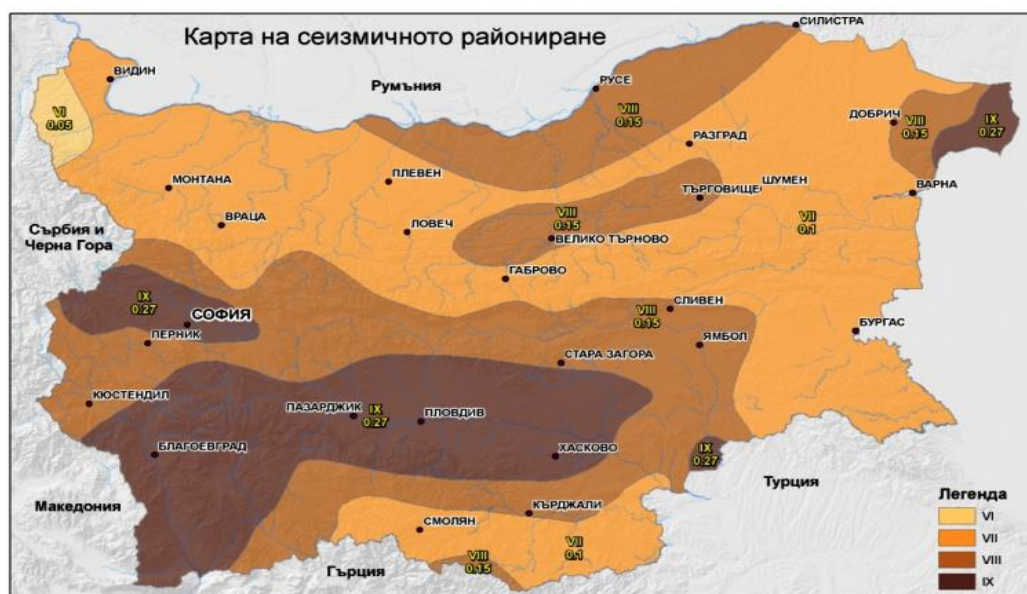 Карта на сеизмичното райониране
СИЛИСТРА
ВИДИН
Румъния
РУСЕ
VI
0.05
VIII
0.15
ДОБРИЧ
VIII
0.15
IX
0.27
РАЗГРАД
МОНТАНА
ПЛЕВЕН
ТЪРГОВИЩЕ
ШУМЕН
ВАРНА
ВРАЦА
ЛОВЕЧ
VIII
0.15
ВЕЛИКО ТЪРНОВО
VII
0.1
Сърбия и
Черна Гора
ГАБРОВО
IX
0.27
СОФИЯ
VIII
0.15
СЛИВЕН
БУРГАС
ПЕРНИК
ЯМБОЛ
СТАРА ЗАГОРА
КЮСТЕНДИЛ
ПАЗАРДЖИК
IX
0.27
ПЛОВДИВ
БЛАГОЕВГРАД
ХАСКОВО
IX
0.27
Турция
Македония
КЪРДЖАЛИ
СМОЛЯН
VII
0.1
VIII
0.15
Гърция
Легенда
VI
VII
VIII
IX